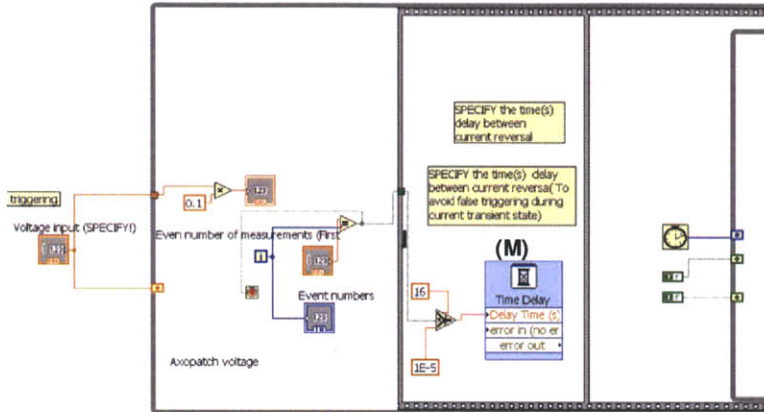 triggering
Voltage input (SPECIFY!)
0.1
Even number of measurements (First
i
Event numbers
Axopatch voltage
SPECIFY the time(s)
delay between
current reversal
SPECIFY the time(s) delay
between current reversal( To
avoid false triggering during
current transient state)
(M)
16
1E-5
Time Delay
Delay Time (s)
error in (no er
error out